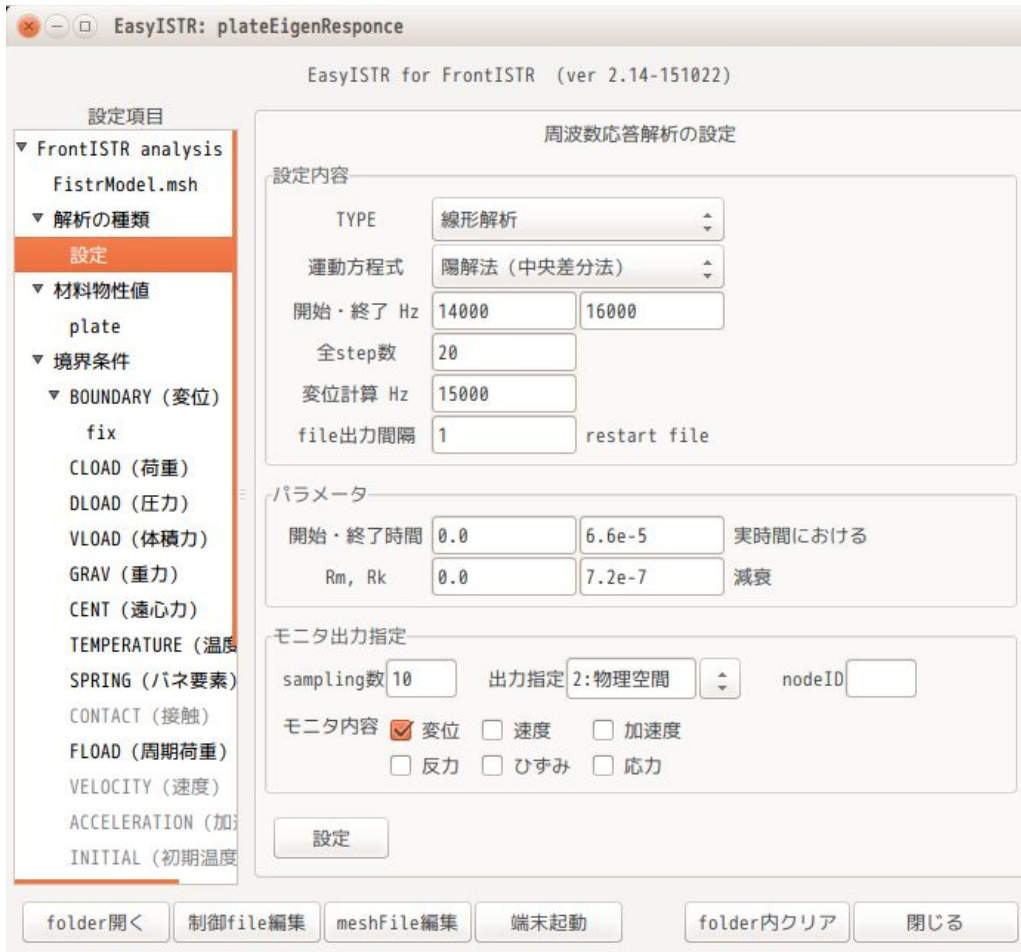 EasyISTR: plateEigenResponce
EasyISTR for FrontISTR (ver 2.14-151022)
設定項目
FrontISTR analysis
FistrModel.msh
解析の種類
設定
材料物性値
plate
境界条件
BOUNDARY (変位)
fix
CLOAD (荷重)
DLOAD (圧力)
VLOAD (体積力)
GRAV (重力)
CENT (遠心力)
TEMPERATURE (温度
SPRING (バネ要素)
CONTACT (接触)
FLOAD (周期荷重)
VELOCITY (速度)
ACCELERATION (加速
INITIAL (初期温度
周波数応答解析の設定
設定内容
TYPE 線形解析
運動方程式 陽解法 (中央差分法)
開始・終了 Hz 14000 16000
全step数 20
変位計算 Hz 15000
file出力間隔 1 restart file
パラメータ
開始・終了時間 0.0 6.6e-5 実時間における
Rm, Rk 0.0 7.2e-7 減衰
モニタ出力指定
sampling数 10 出力指定 2:物理空間 nodeID
モニタ内容 変位 速度 加速度
反力 ひずみ 応力
設定
folder開く 制御file編集 meshFile編集 端末起動 folder内クリア 閉じる